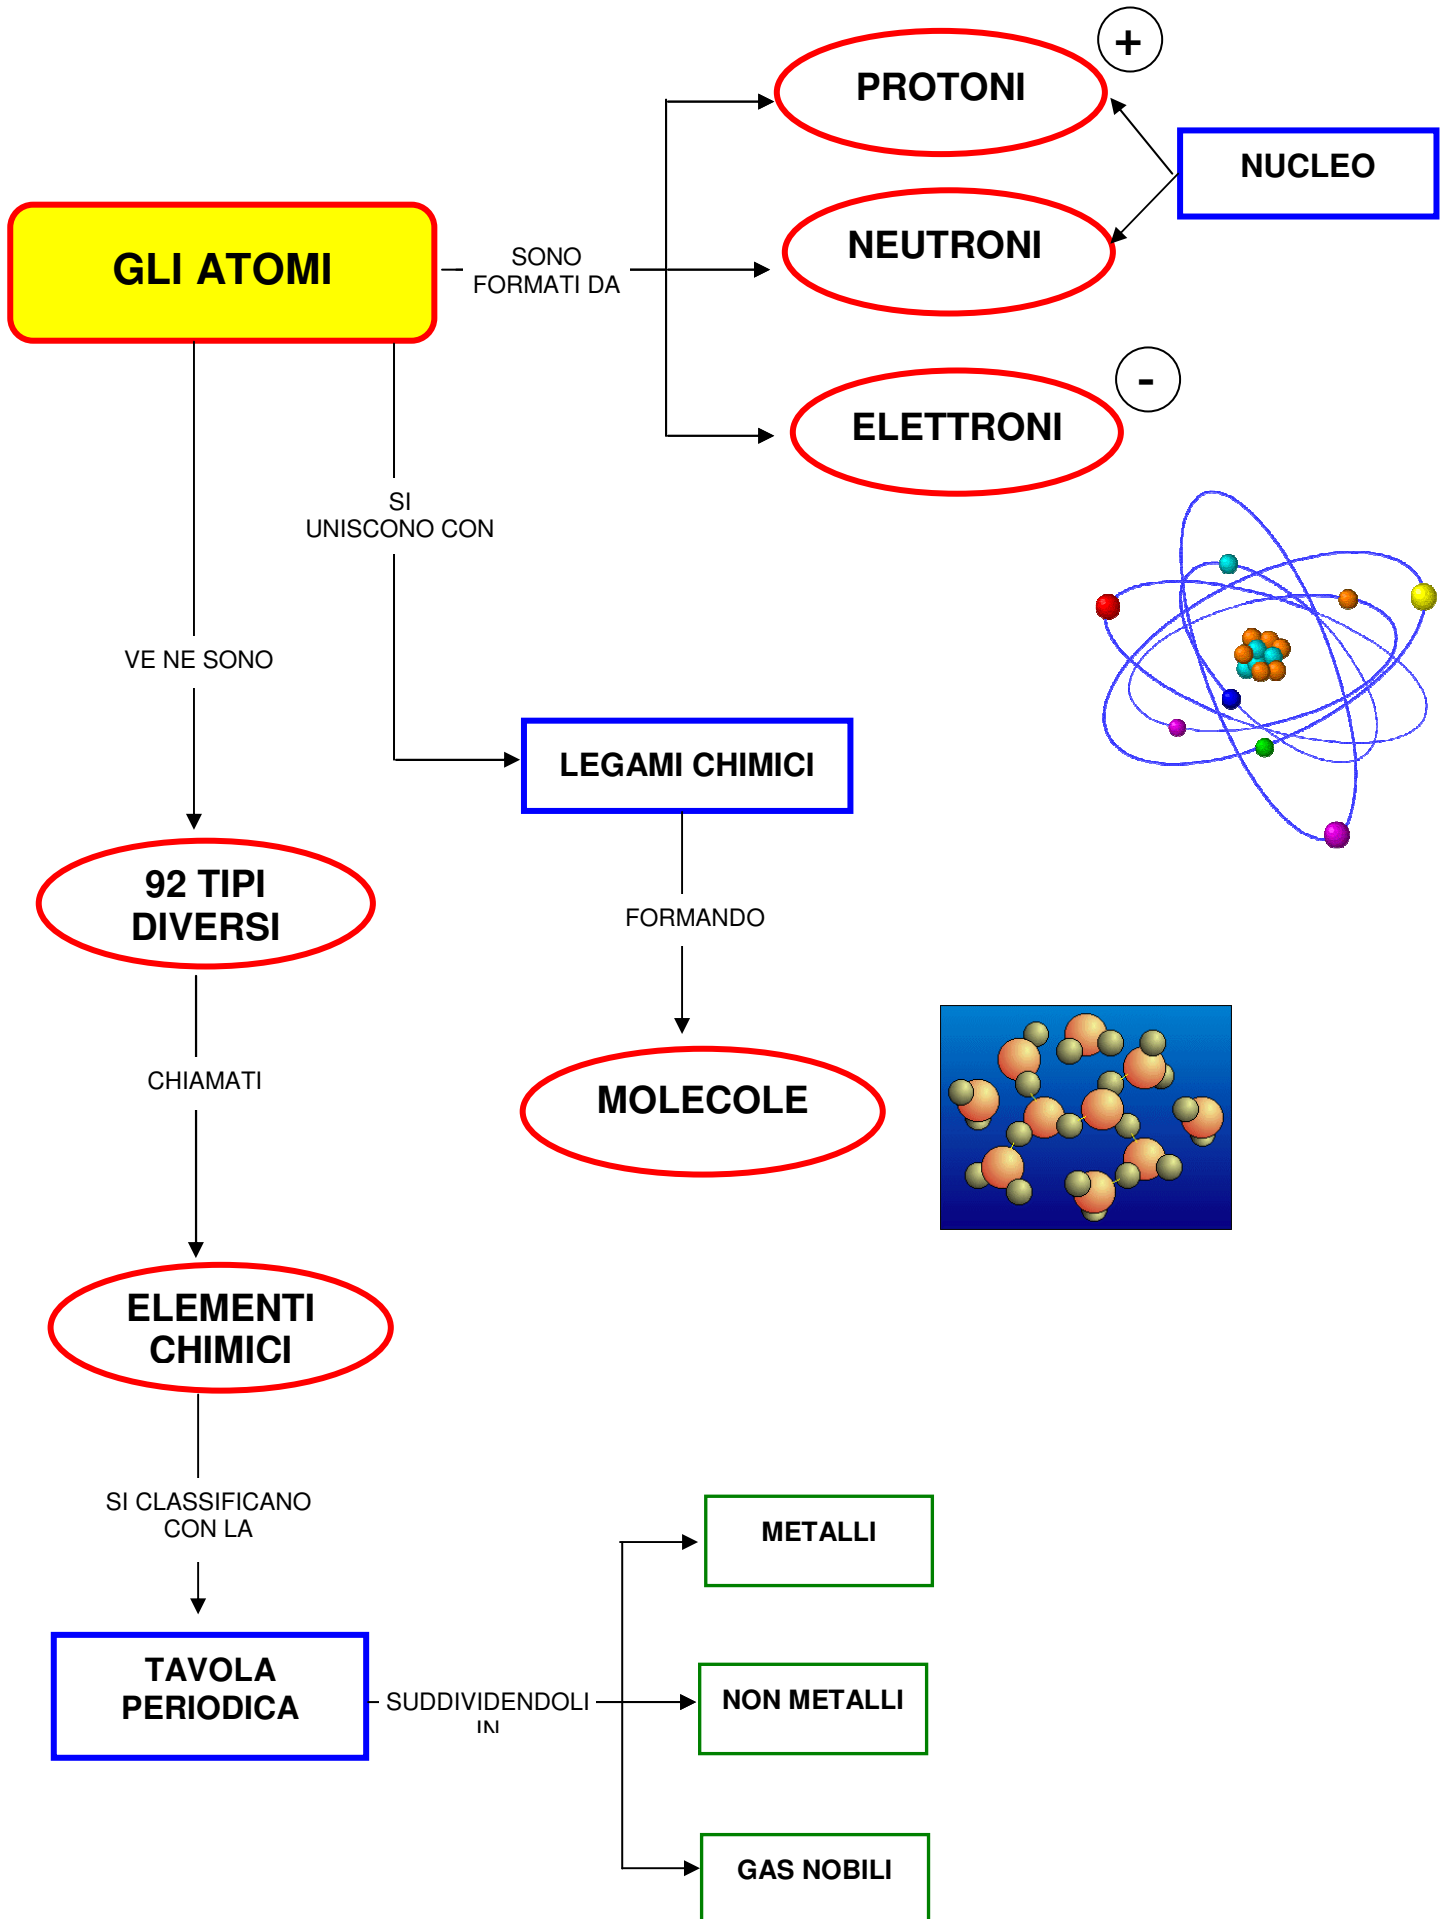 +
PROTONI
NUCLEO
GLI ATOMI
SONO
FORMATI DA
NEUTRONI
-
ELETTRONI
SI
UNISCONO CON
VE NE SONO
LEGAMI CHIMICI
92 TIPI
DIVERSI
FORMANDO
CHIAMATI
MOLECOLE
ELEMENTI
CHIMICI
SI CLASSIFICANO
CON LA
METALLI
TAVOLA
PERIODICA
SUDDIVIDENDOLI
IN
NON METALLI
GAS NOBILI